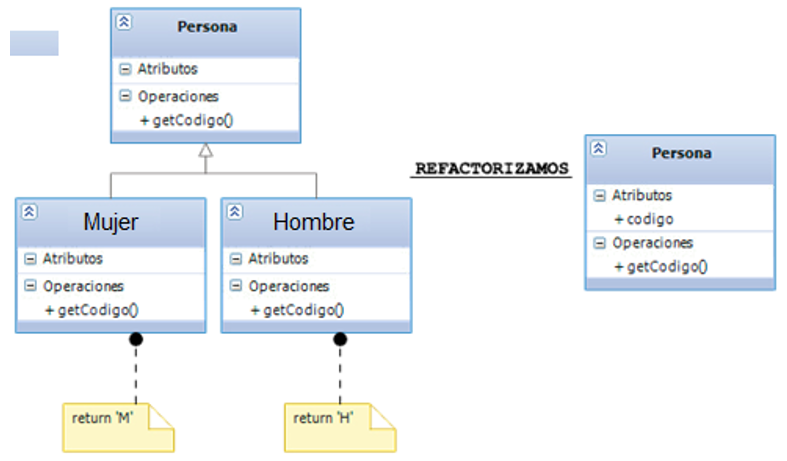 Persona
Atributos
Operaciones
+ getCodigo()
REFACTORIZAMOS
Persona
Atributos
+ codigo
Operaciones
+ getCodigo()
Mujer
Atributos
Operaciones
+ getCodigo()
Hombre
Atributos
Operaciones
+ getCodigo()
return 'M'
return 'H'